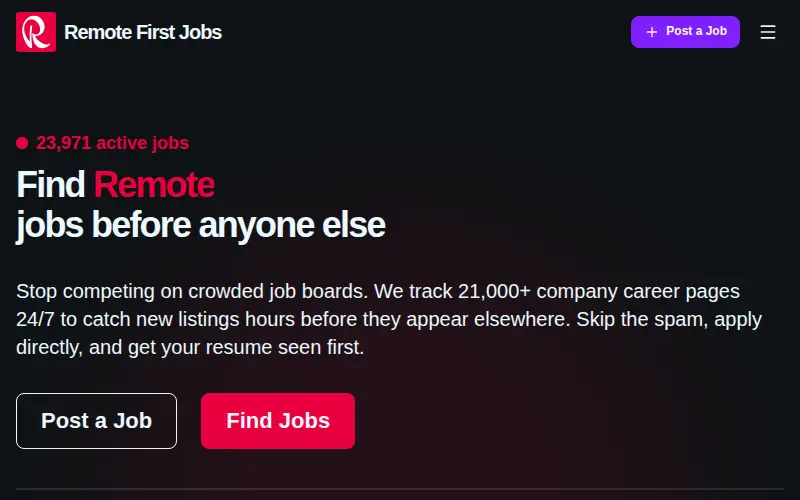 Remote First Jobs
Post a Job
23,971 active jobs
Find Remote
jobs before anyone else
Stop competing on crowded job boards. We track 21,000+ company career pages
24/7 to catch new listings hours before they appear elsewhere. Skip the spam, apply
directly, and get your resume seen first.
Post a Job
Find Jobs